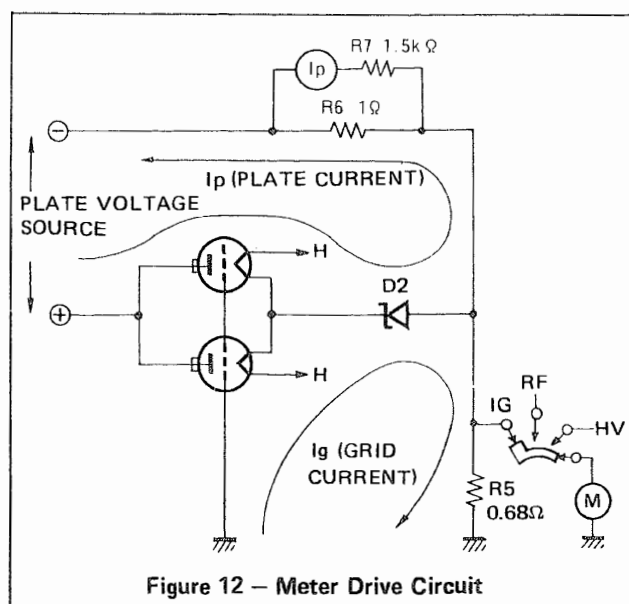 R7 1.5k Ω
Ip
R6 1Ω
⊖
Ip (PLATE CURRENT)
PLATE VOLTAGE
SOURCE
H
D2
⊕
H
RF
IG
HV
Ig (GRID
CURRENT)
R5
0.68Ω
M
Figure 12 — Meter Drive Circuit